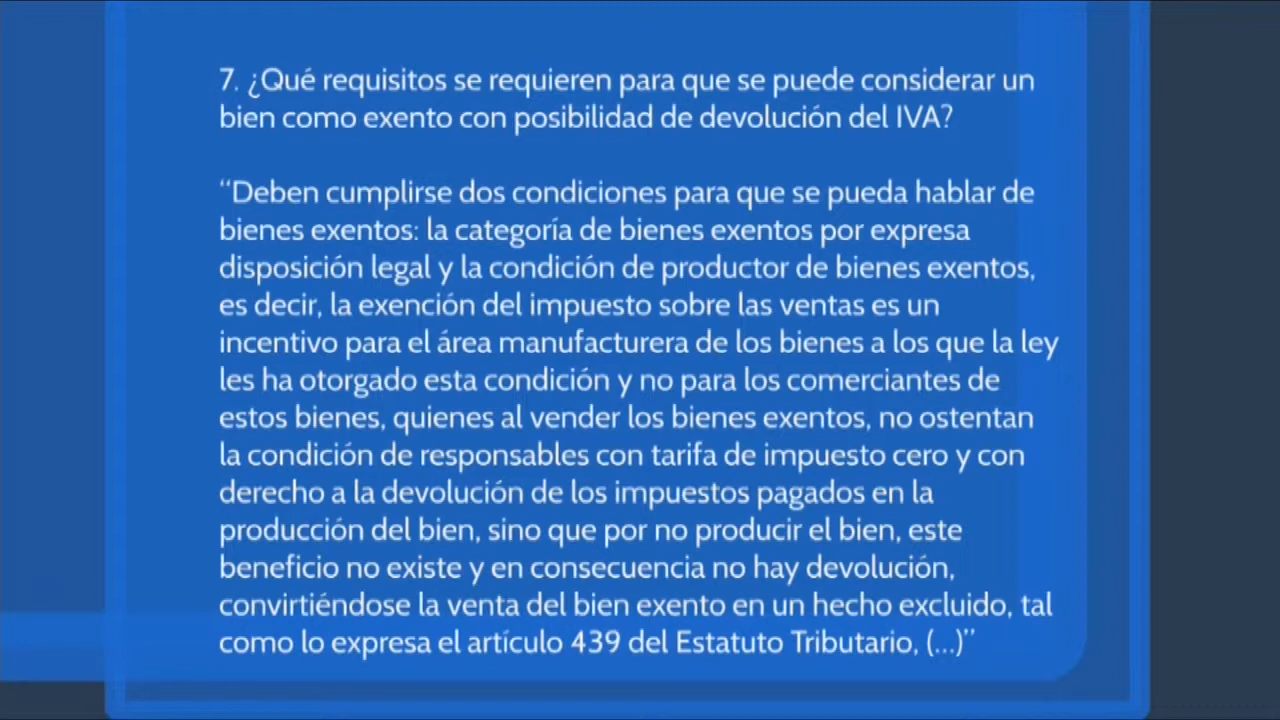 7. ¿Qué requisitos se requieren para que se puede considerar un
bien como exento con posibilidad de devolución del IVA?
“Deben cumplirse dos condiciones para que se pueda hablar de
bienes exentos: la categoría de bienes exentos por expresa
disposición legal y la condición de productor de bienes exentos,
es decir, la exención del impuesto sobre las ventas es un
incentivo para el área manufacturera de los bienes a los que la ley
les ha otorgado esta condición y no para los comerciantes de
estos bienes, quienes al vender los bienes exentos, no ostentan
la condición de responsables con tarifa de impuesto cero y con
derecho a la devolución de los impuestos pagados en la
producción del bien, sino que por no producir el bien, este
beneficio no existe y en consecuencia no hay devolución,
convirtiéndose la venta del bien exento en un hecho excluido, tal
como lo expresa el artículo 439 del Estatuto Tributario, (...)”